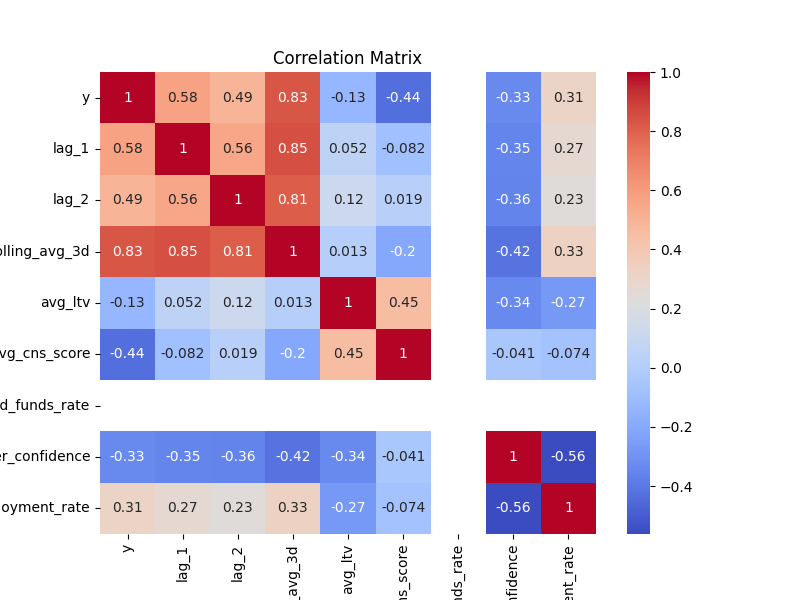 Correlation Matrix
y 1 0.58 0.49 0.83 -0.13 -0.44 -0.33 0.31
lag_1 0.58 1 0.56 0.85 0.052 -0.082 -0.35 0.27
lag_2 0.49 0.56 1 0.81 0.12 0.019 -0.36 0.23
olling_avg_3d 0.83 0.85 0.81 1 0.013 -0.2 -0.42 0.33
avg_ltv -0.13 0.052 0.12 0.013 1 0.45 -0.34 -0.27
vg_cns_score -0.44 -0.082 0.019 -0.2 0.45 1 -0.041 -0.074
d_funds_rate
er_confidence -0.33 -0.35 -0.36 -0.42 -0.34 -0.041 1 -0.56
oyment_rate 0.31 0.27 0.23 0.33 -0.27 -0.074 -0.56 1
y lag_1 lag_2 _avg_3d avg_ltv ns_score nds_rate nfidence ent_rate
1.0
0.8
0.6
0.4
0.2
0.0
−0.2
−0.4